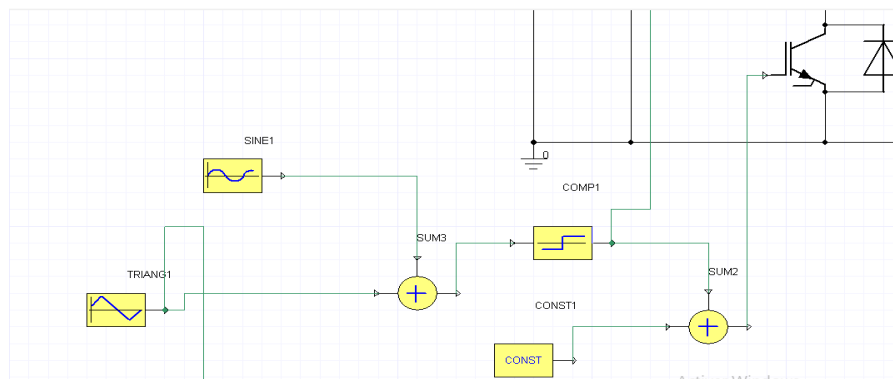 SINE1
0
COMP1
SUM3
TRIANG1
SUM2
CONST1
CONST